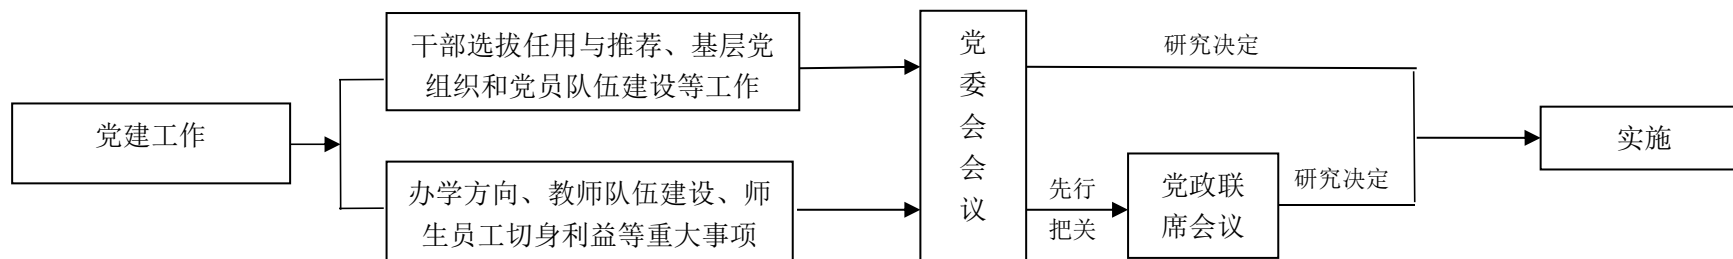 党建工作
干部选拔任用与推荐、基层党
组织和党员队伍建设等工作
办学方向、教师队伍建设、师
生员工切身利益等重大事项
党
委
会
会
议
研究决定
先行
把关
党政联
席会议
研究决定
实施